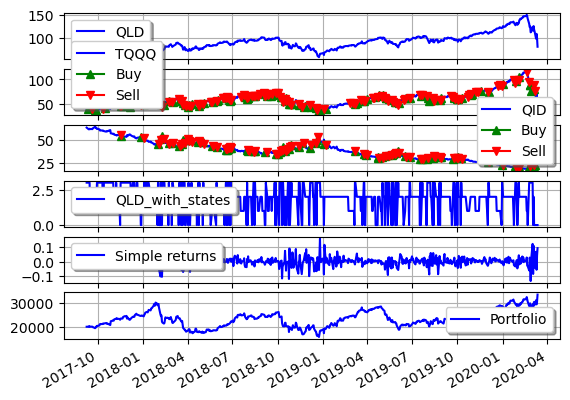 150
100
QLD
TQQQ
Buy
Sell
100
50
QID
Buy
Sell
50
25
2.5
0.0
QLD_with_states
0.1
0.0
−0.1
Simple returns
30000
20000
Portfolio
2017-10
2018-01
2018-04
2018-07
2018-10
2019-01
2019-04
2019-07
2019-10
2020-01
2020-04